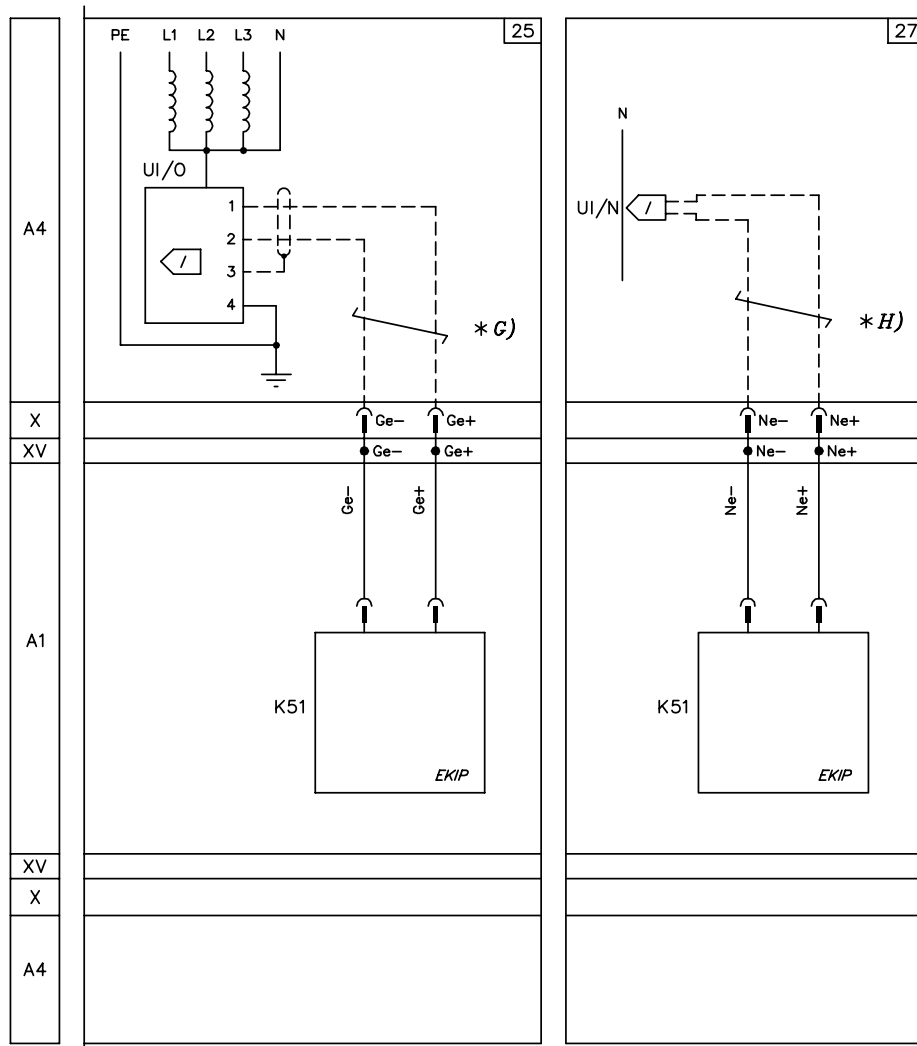 25
27
PE L1 L2 L3 N
N
UI/O
UI/N
1
2
3
4
A4
* G)
* H)
X
Ge- Ge+
Ne- Ne+
XV
Ge- Ge+
Ne- Ne+
Ge-
Ge+
Ne-
Ne+
A1
K51
EKIP
K51
EKIP
XV
X
A4